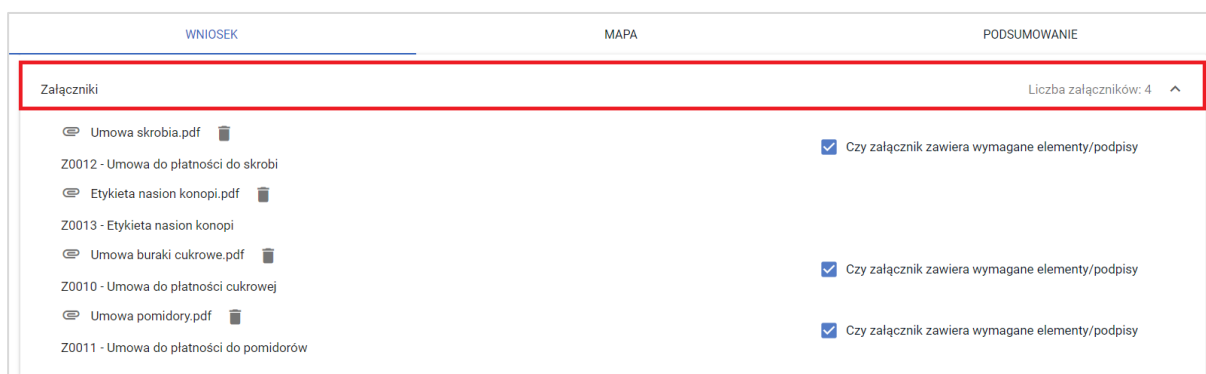 WNIOSEK MAPA PODSUMOWANIE
Załączniki Liczba załączników: 4
Umowa skrobia.pdf
Czy załącznik zawiera wymagane elementy/podpisy
Z0012 - Umowa do płatności do skrobi
Etykieta nasion konopi.pdf
Z0013 - Etykieta nasion konopi
Umowa buraki cukrowe.pdf
Czy załącznik zawiera wymagane elementy/podpisy
Z0010 - Umowa do płatności cukrowej
Umowa pomidory.pdf
Czy załącznik zawiera wymagane elementy/podpisy
Z0011 - Umowa do płatności do pomidorów